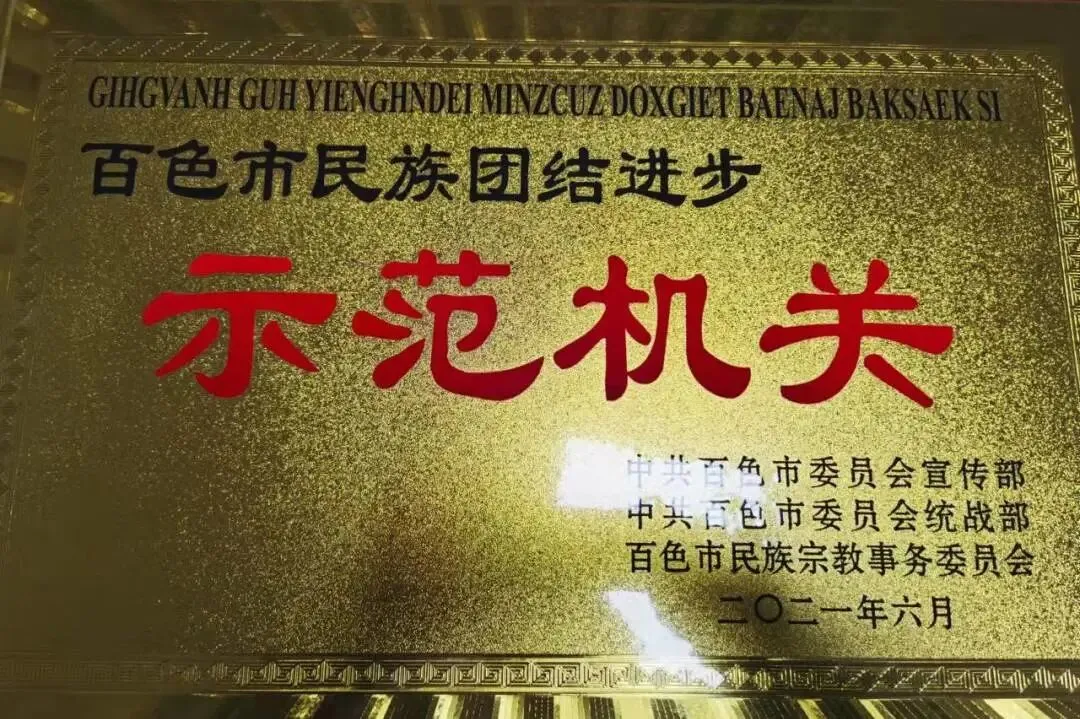 GIHGVANH GUH YIENGHNDEI MINZCUZ DOXGIET BAENAJ BAKSAEK SI
百色市民族团结进步
示范机关
中共百色市委员会宣传部
中共百色市委员会统战部
百色市民族宗教事务委员会
二〇二一年六月